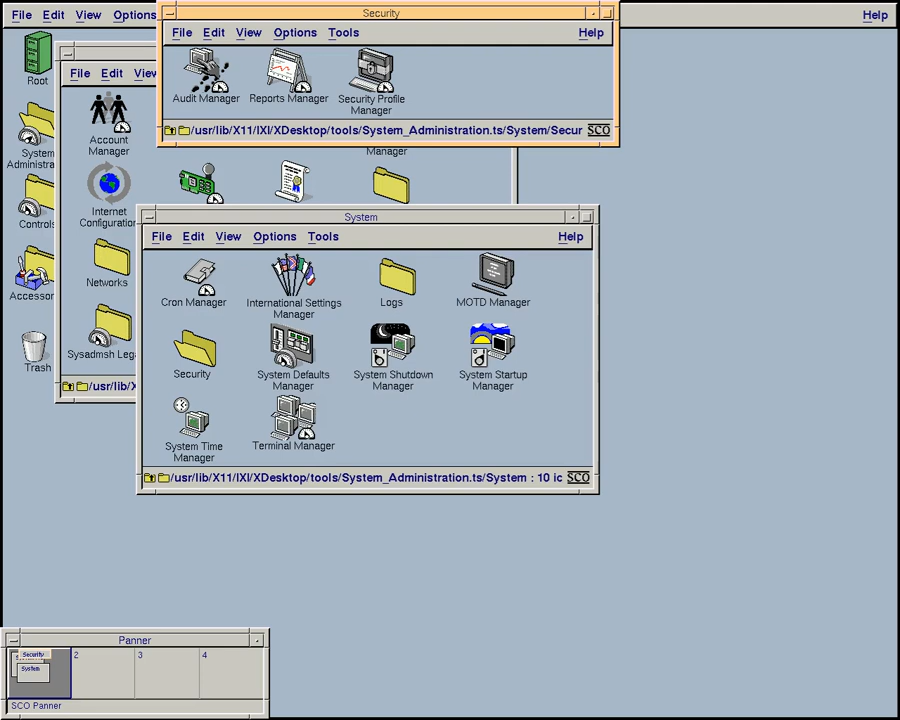 File Edit View Options Help
Security
File Edit View Options Tools Help
Audit Manager Reports Manager Security Profile
Manager
/usr/lib/X11/IXI/XDesktop/tools/System_Administration.ts/System/Secur SCO
Root
System
Administra
Controls
Accessor
Trash
File Edit View
Account
Manager
Manager
Internet
Configuration
Networks
Sysadmsh Lega
/usr/lib/X
System
File Edit View Options Tools Help
Cron Manager International Settings
Manager Logs MOTD Manager
Security System Defaults
Manager System Shutdown
Manager System Startup
Manager
System Time
Manager Terminal Manager
/usr/lib/X11/IXI/XDesktop/tools/System_Administration.ts/System : 10 ic SCO
Panner
Security
System
2 3 4
SCO Panner